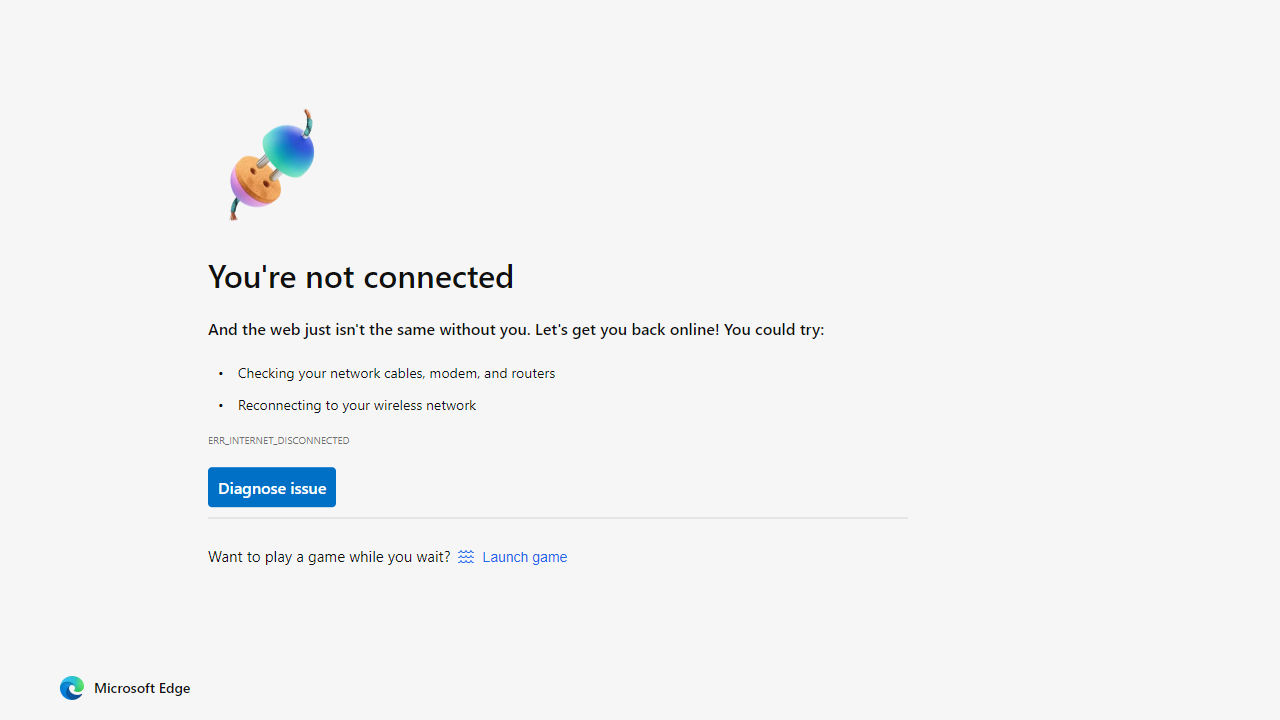 You're not connected
And the web just isn't the same without you. Let's get you back online! You could try:
• Checking your network cables, modem, and routers
• Reconnecting to your wireless network
ERR_INTERNET_DISCONNECTED
Diagnose issue
Want to play a game while you wait? Launch game
Microsoft Edge